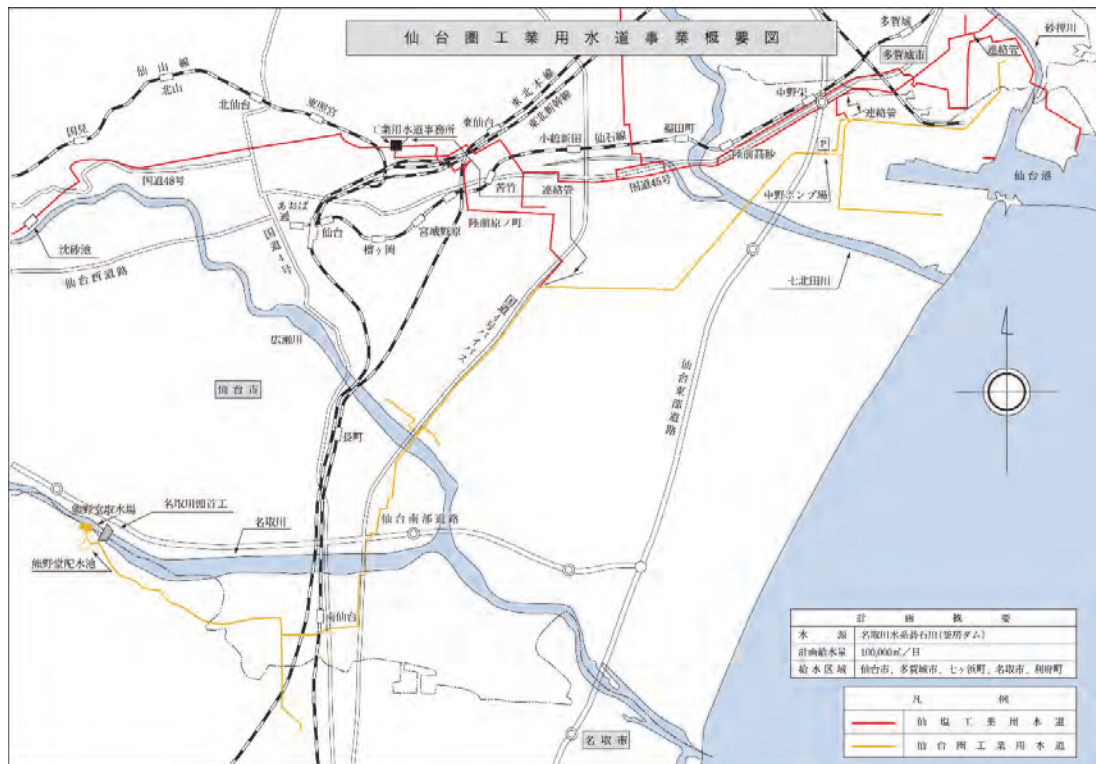 仙台圏工業用水道事業概要図
多賀城
砂押川
多賀城市
連絡管
仙山線
北山
北仙台
東照宮
東北本線
東北新幹線
東仙台
中野栄
連絡管
国見
工業用水道事務所
小鶴新田
仙石線
福田町
陸前高砂
P
国道48号
苦竹
連絡管
国道45号
中野ポンプ場
仙台港
あおば通
仙台
宮城野原
陸前原ノ町
榴ヶ岡
沈砂池
仙台西道路
国道4号
七北田川
国道4号バイパス
広瀬川
仙台市
仙台東部道路
長町
熊野堂取水場
名取川頭首工
名取川
仙台南部道路
熊野堂配水池
南仙台
名取市
計画概要
水源 名取川水系碁石川(釜房ダム)
計画給水量 100,000㎥/日
給水区域 仙台市、多賀城市、七ヶ浜町、名取市、利府町
凡例
仙塩工業用水道
仙台圏工業用水道